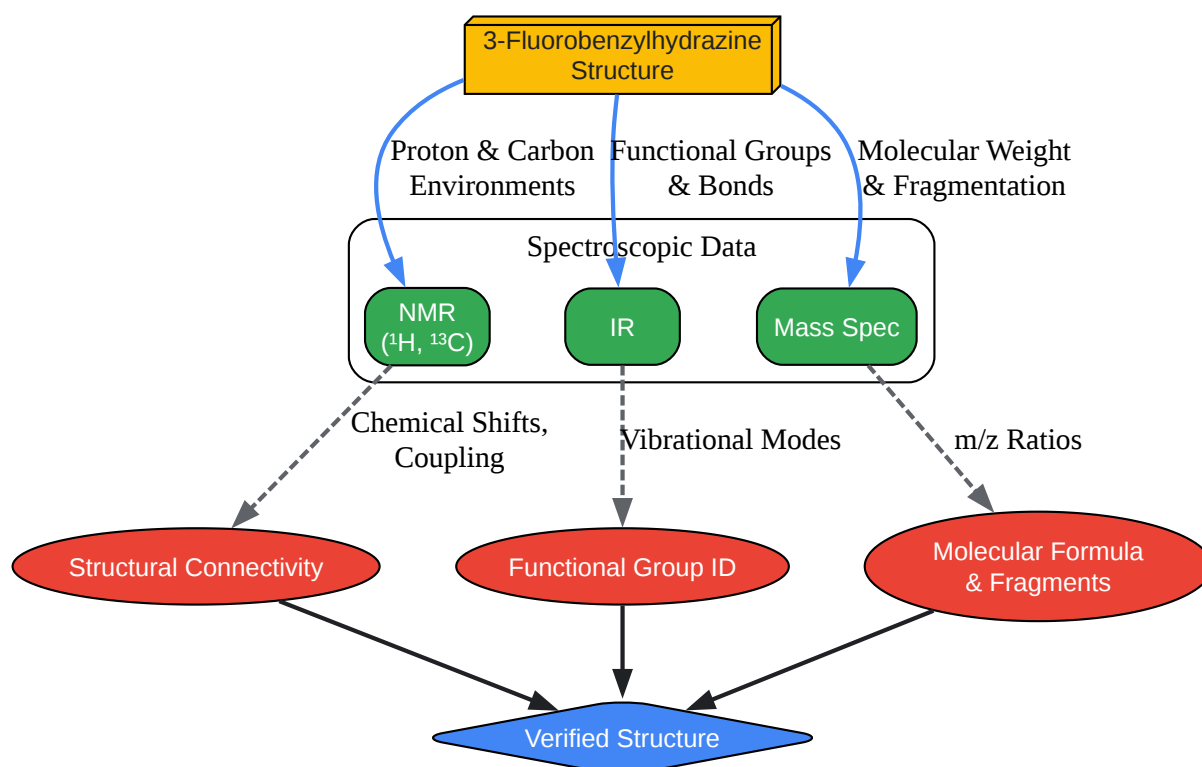 3-Fluorobenzylhydrazine
Structure
Proton & Carbon
Environments
Functional Groups
& Bonds
Molecular Weight
& Fragmentation
Spectroscopic Data
NMR
(¹H, ¹³C)
IR
Mass Spec
Chemical Shifts,
Coupling
Vibrational Modes
m/z Ratios
Structural Connectivity
Functional Group ID
Molecular Formula
& Fragments
Verified Structure